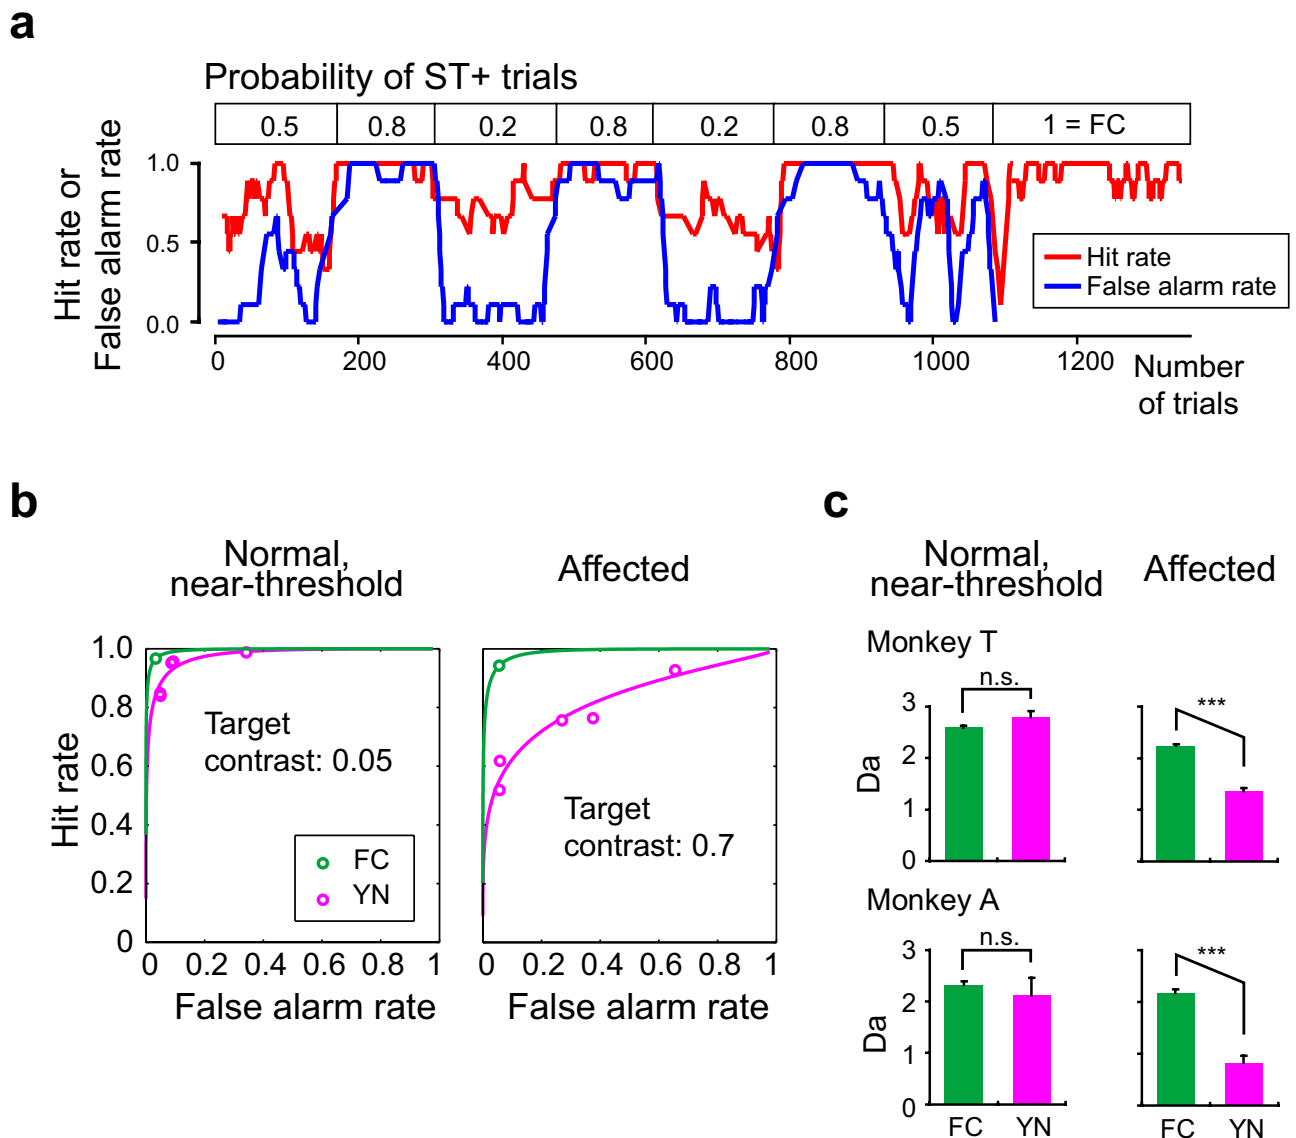 a
Probability of ST+ trials
0.5 0.8 0.2 0.8 0.2 0.8 0.5 1 = FC
Hit rate or
False alarm rate
1.0
0.5
0.0
Hit rate
False alarm rate
0 200 400 600 800 1000 1200
Number
of trials
b
Normal,
near-threshold
Affected
Hit rate
1.0
0.8
0.6
0.4
0.2
0
Target
contrast: 0.05
FC
YN
0 0.2 0.4 0.6 0.8 1
False alarm rate
Target
contrast: 0.7
0 0.2 0.4 0.6 0.8 1
False alarm rate
c
Normal,
near-threshold
Affected
Monkey T
n.s.
***
Da
3
2
1
0
Monkey A
n.s.
***
Da
3
2
1
0
FC YN
FC YN